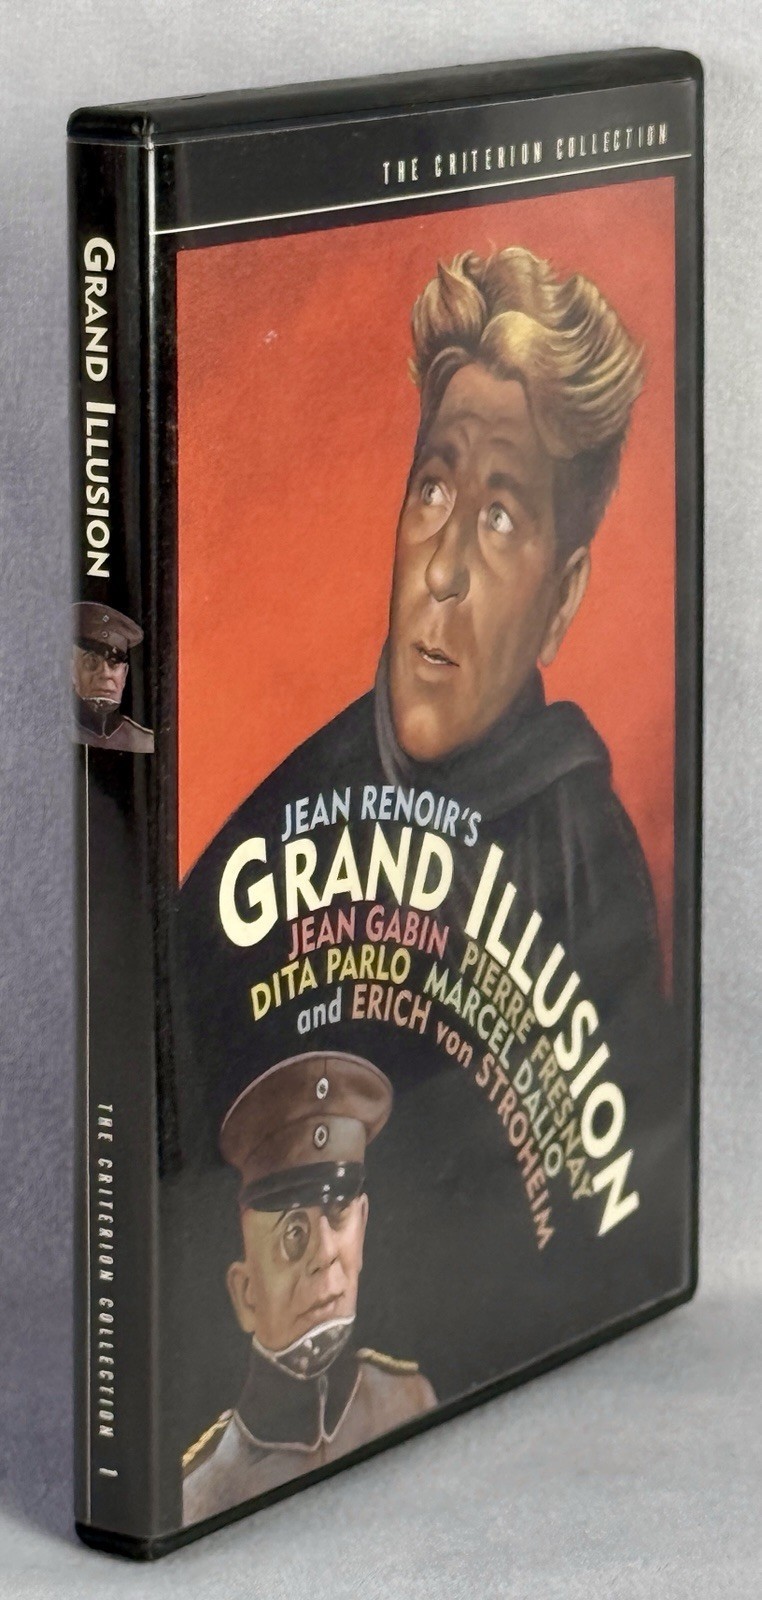 THE CRITERION COLLECTION
GRAND ILLUSION
THE CRITERION COLLECTION 1
JEAN RENOIR'S
GRAND ILLUSION
JEAN GABIN PIERRE FRESNAY
DITA PARLO MARCEL DALIO
and ERICH von STROHEIM